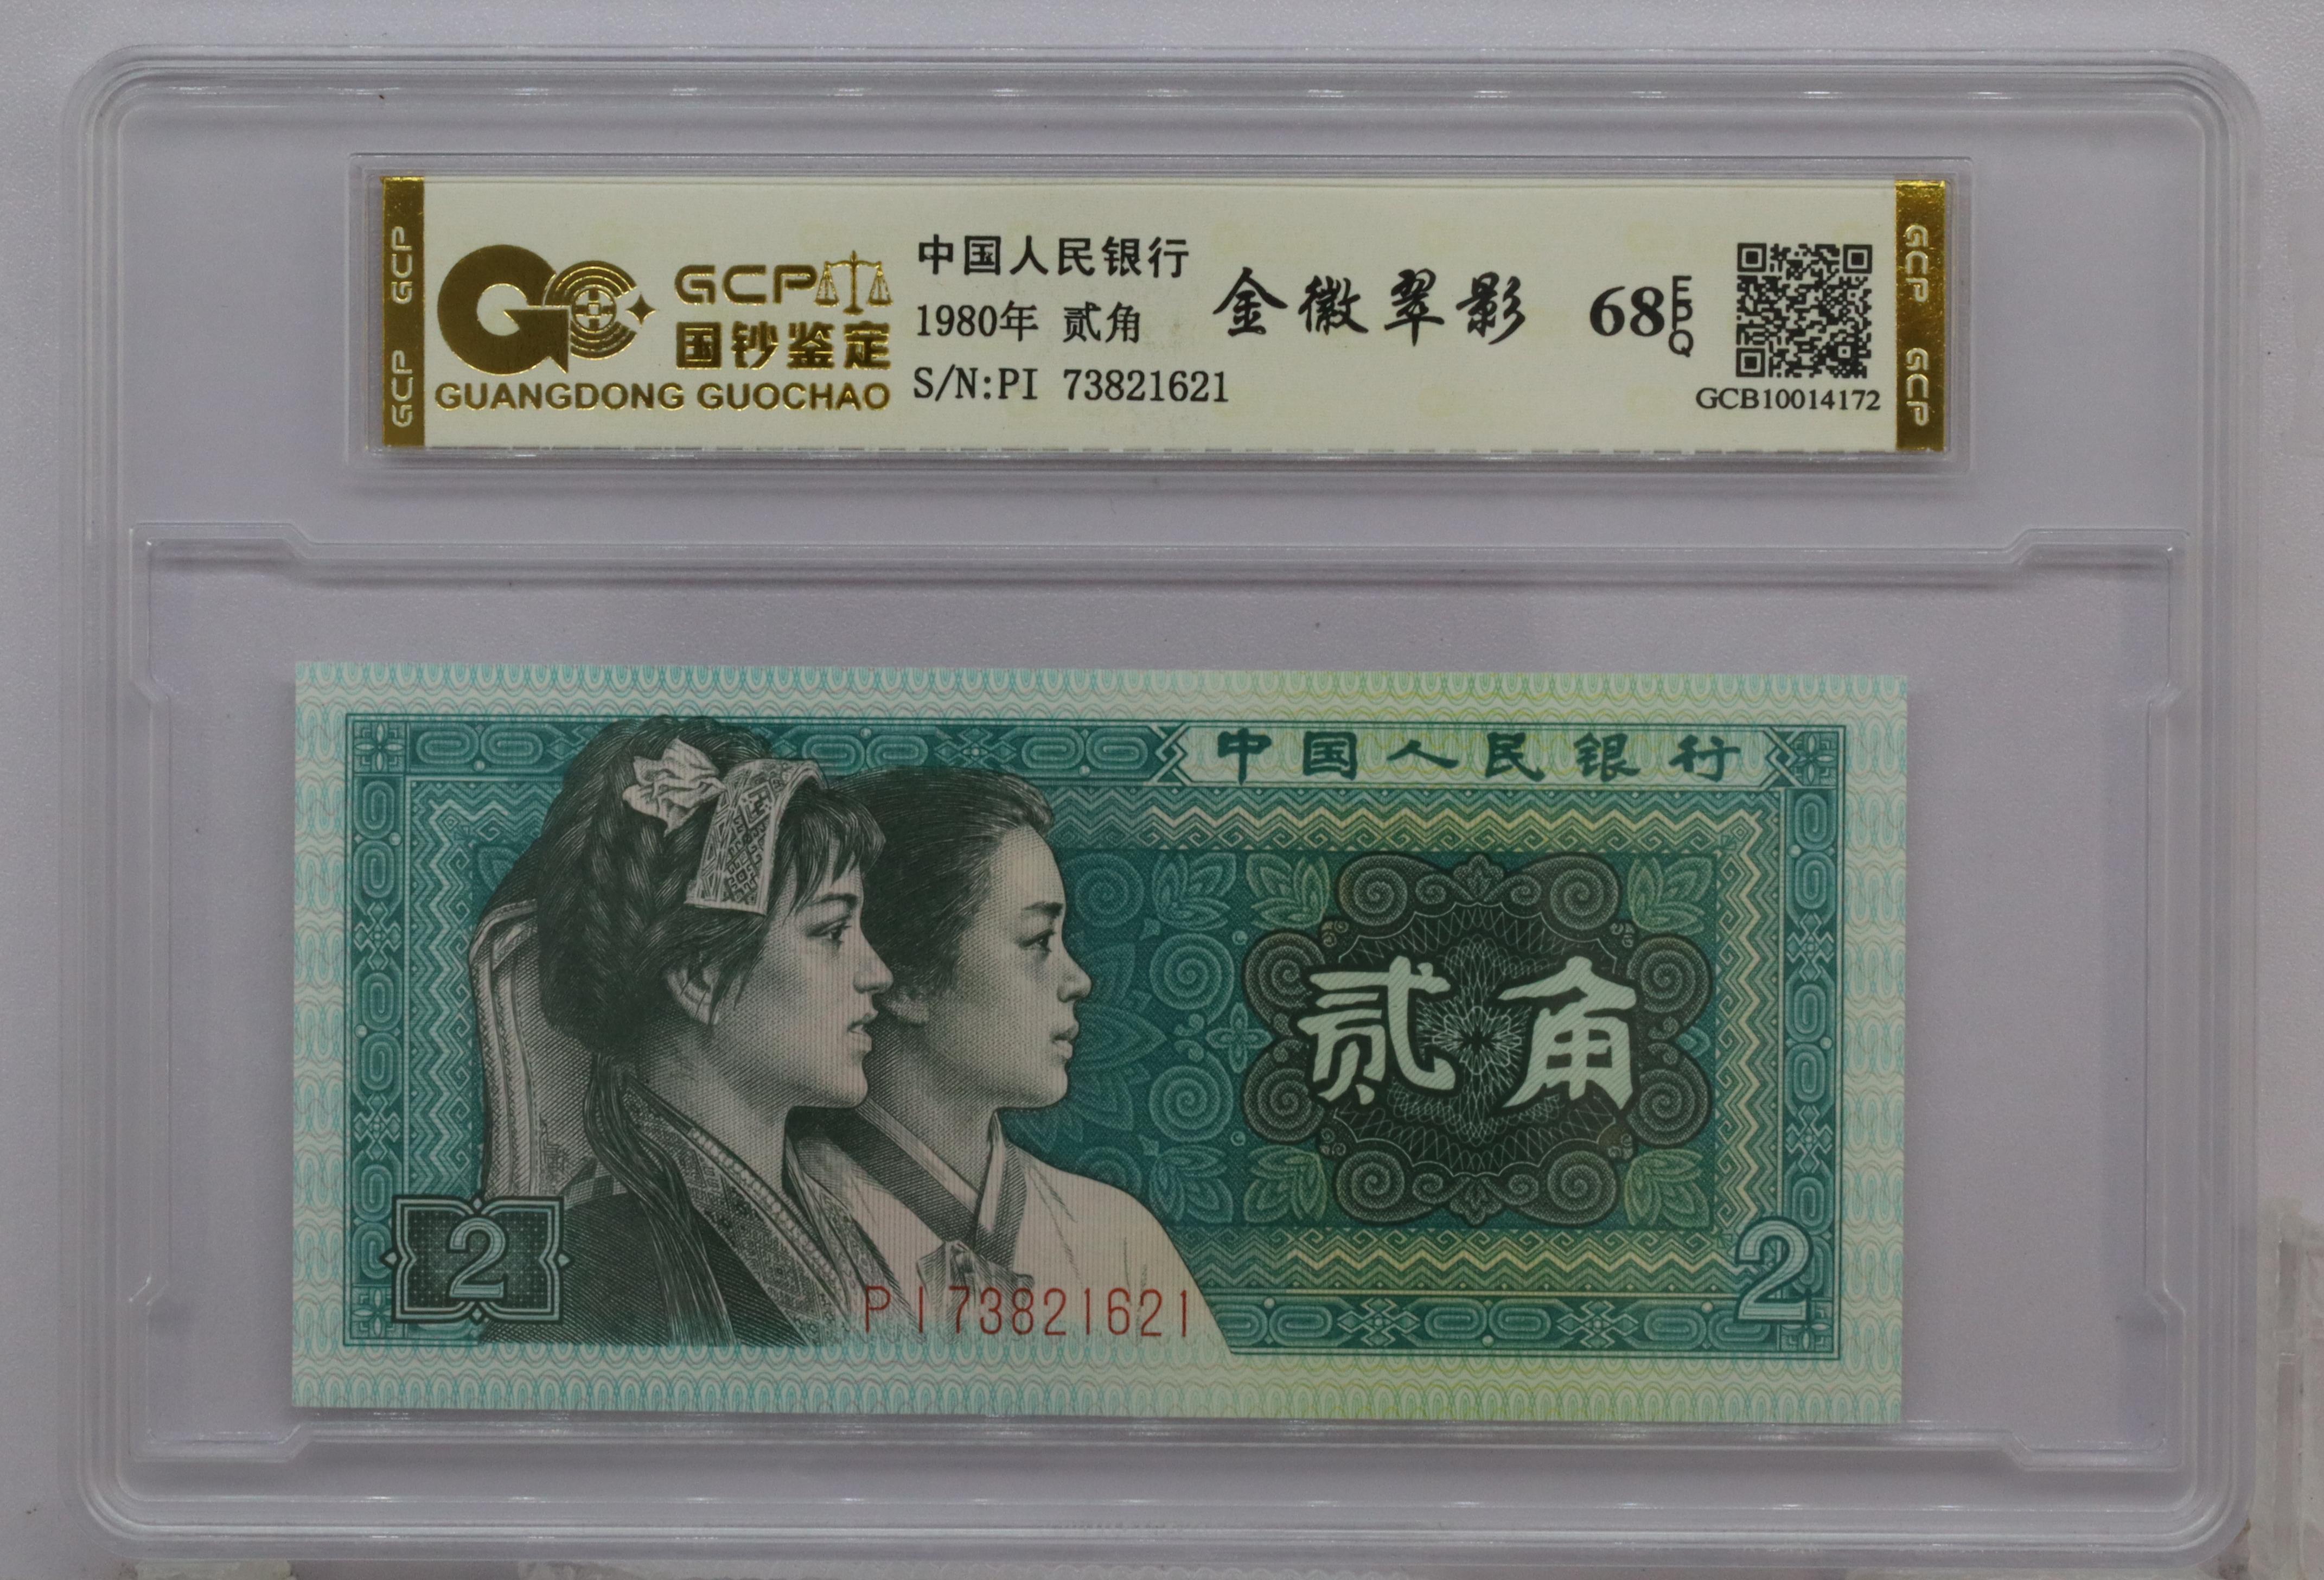 GCP GCP
GCP
国钞鉴定
GUANGDONG GUOCHAO
中国人民银行
1980年 贰角
S/N:PI 73821621
金徽翠影
68 EPQ
GCB10014172
GCP GCP
中国人民银行
贰角
2
2
PI73821621